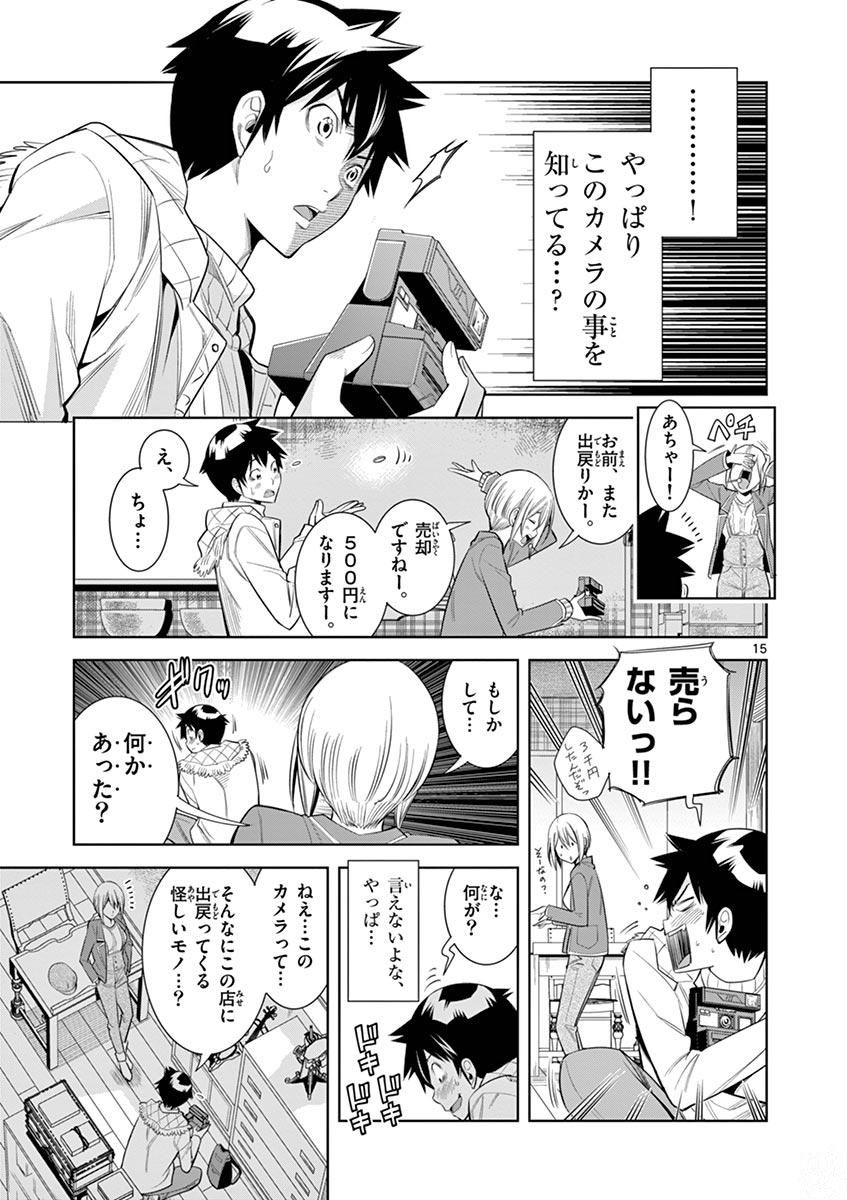 …………！
やっぱり
このカメラの事を
知ってる…？
ペチ
あちゃー！
お前、また
出戻りかー。
売却
ですねー。
500円に
なりますー。
え、
ちょ…
15
売ら
ないっ!!
3千円
したんだぞっ
そーなの？
もしか
して…
ギクッ
何か
あった？
な…
何が？
言えないよな、
やっぱ…
ドキドキドキ
ねぇ…この
カメラって…
そんなにこの店に
出戻ってくる
怪しいモノ…？